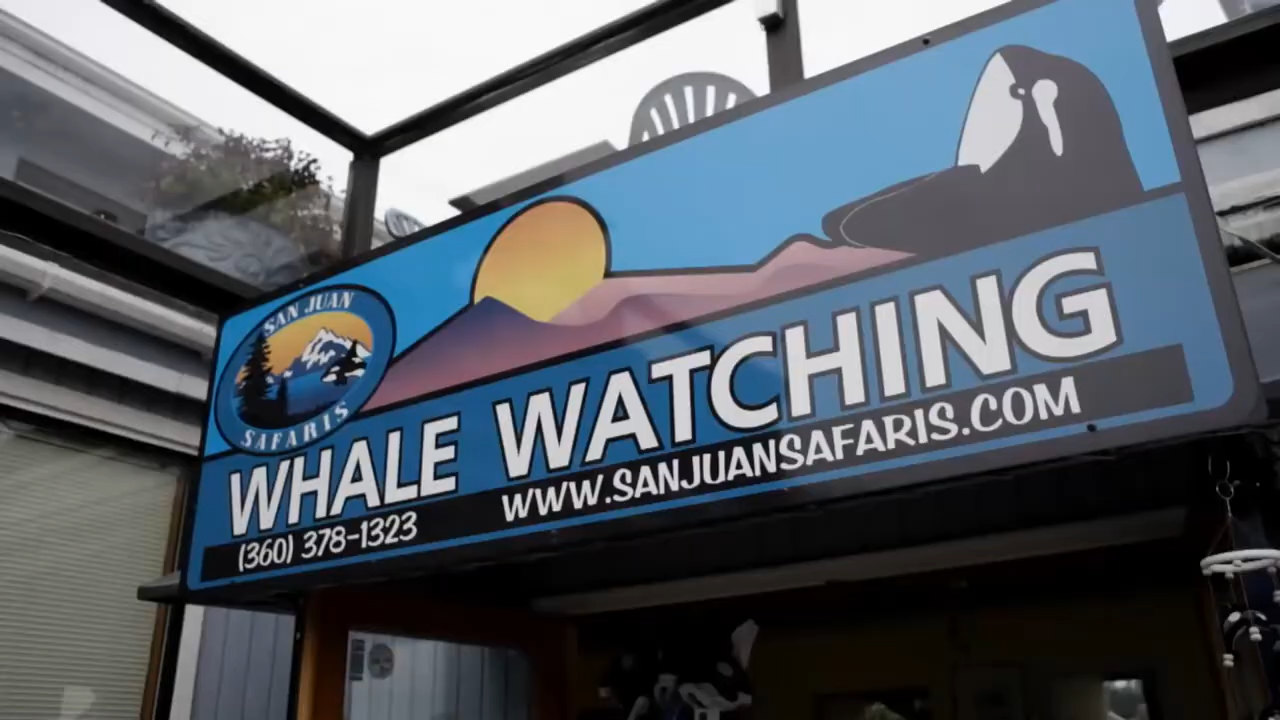 SAN JUAN
SAFARIS
WHALE WATCHING
(360) 378-1323
WWW.SANJUANSAFARIS.COM